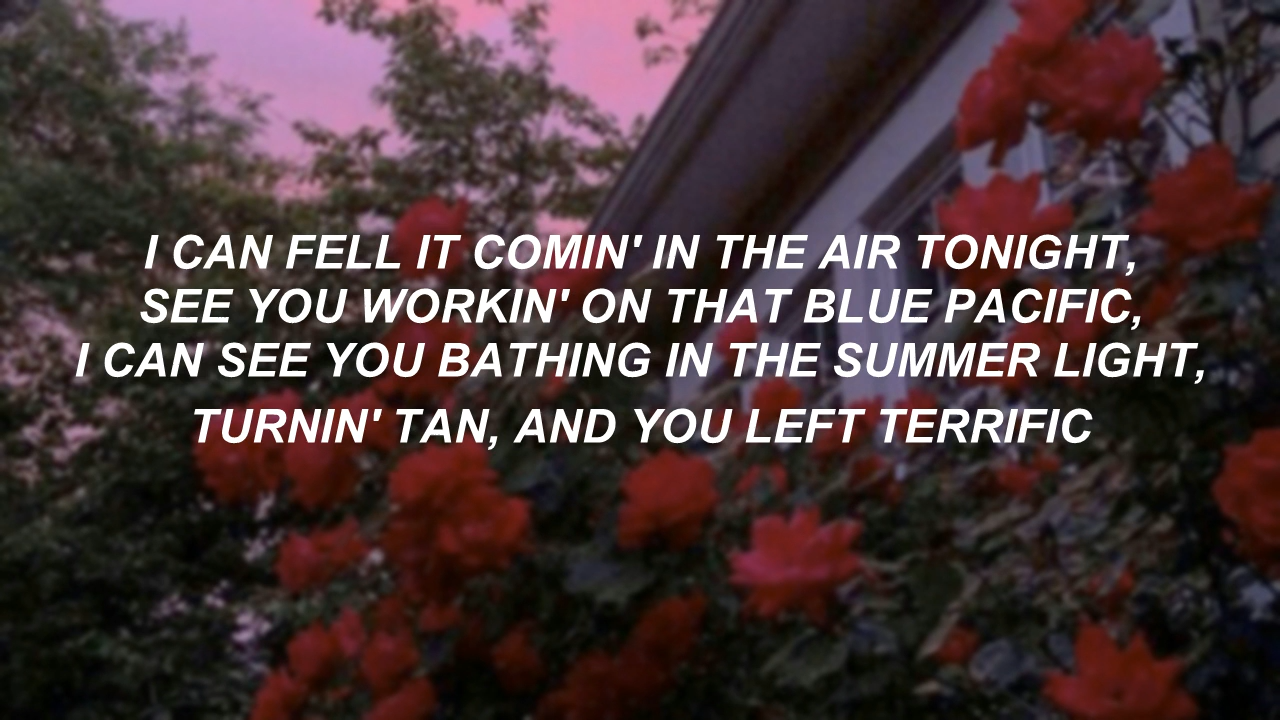 I CAN FELL IT COMIN' IN THE AIR TONIGHT,
SEE YOU WORKIN' ON THAT BLUE PACIFIC,
I CAN SEE YOU BATHING IN THE SUMMER LIGHT,
TURNIN' TAN, AND YOU LEFT TERRIFIC